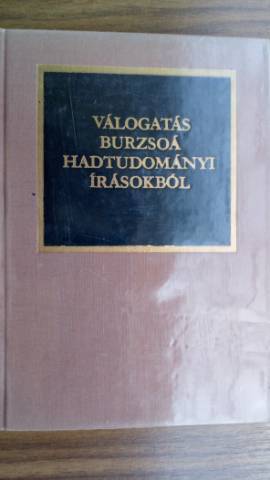 VÁLOGATÁS
BURZSOÁ
HADTUDOMÁNYI
ÍRÁSOKBÓL